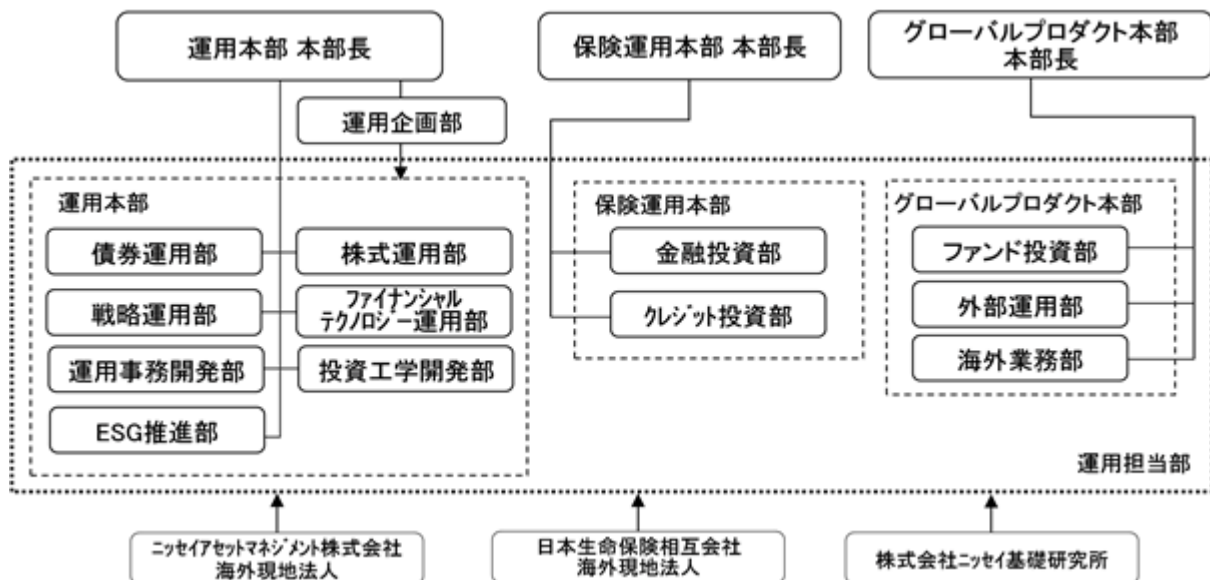 運用本部 本部長
保険運用本部 本部長
グローバルプロダクト本部
本部長
運用企画部
運用本部
債券運用部
株式運用部
戦略運用部
ファイナンシャル
テクノロジー運用部
運用事務開発部
投資工学開発部
ESG推進部
保険運用本部
金融投資部
クレジット投資部
グローバルプロダクト本部
ファンド投資部
外部運用部
海外業務部
運用担当部
ニッセイアセットマネジメント株式会社
海外現地法人
日本生命保険相互会社
海外現地法人
株式会社ニッセイ基礎研究所